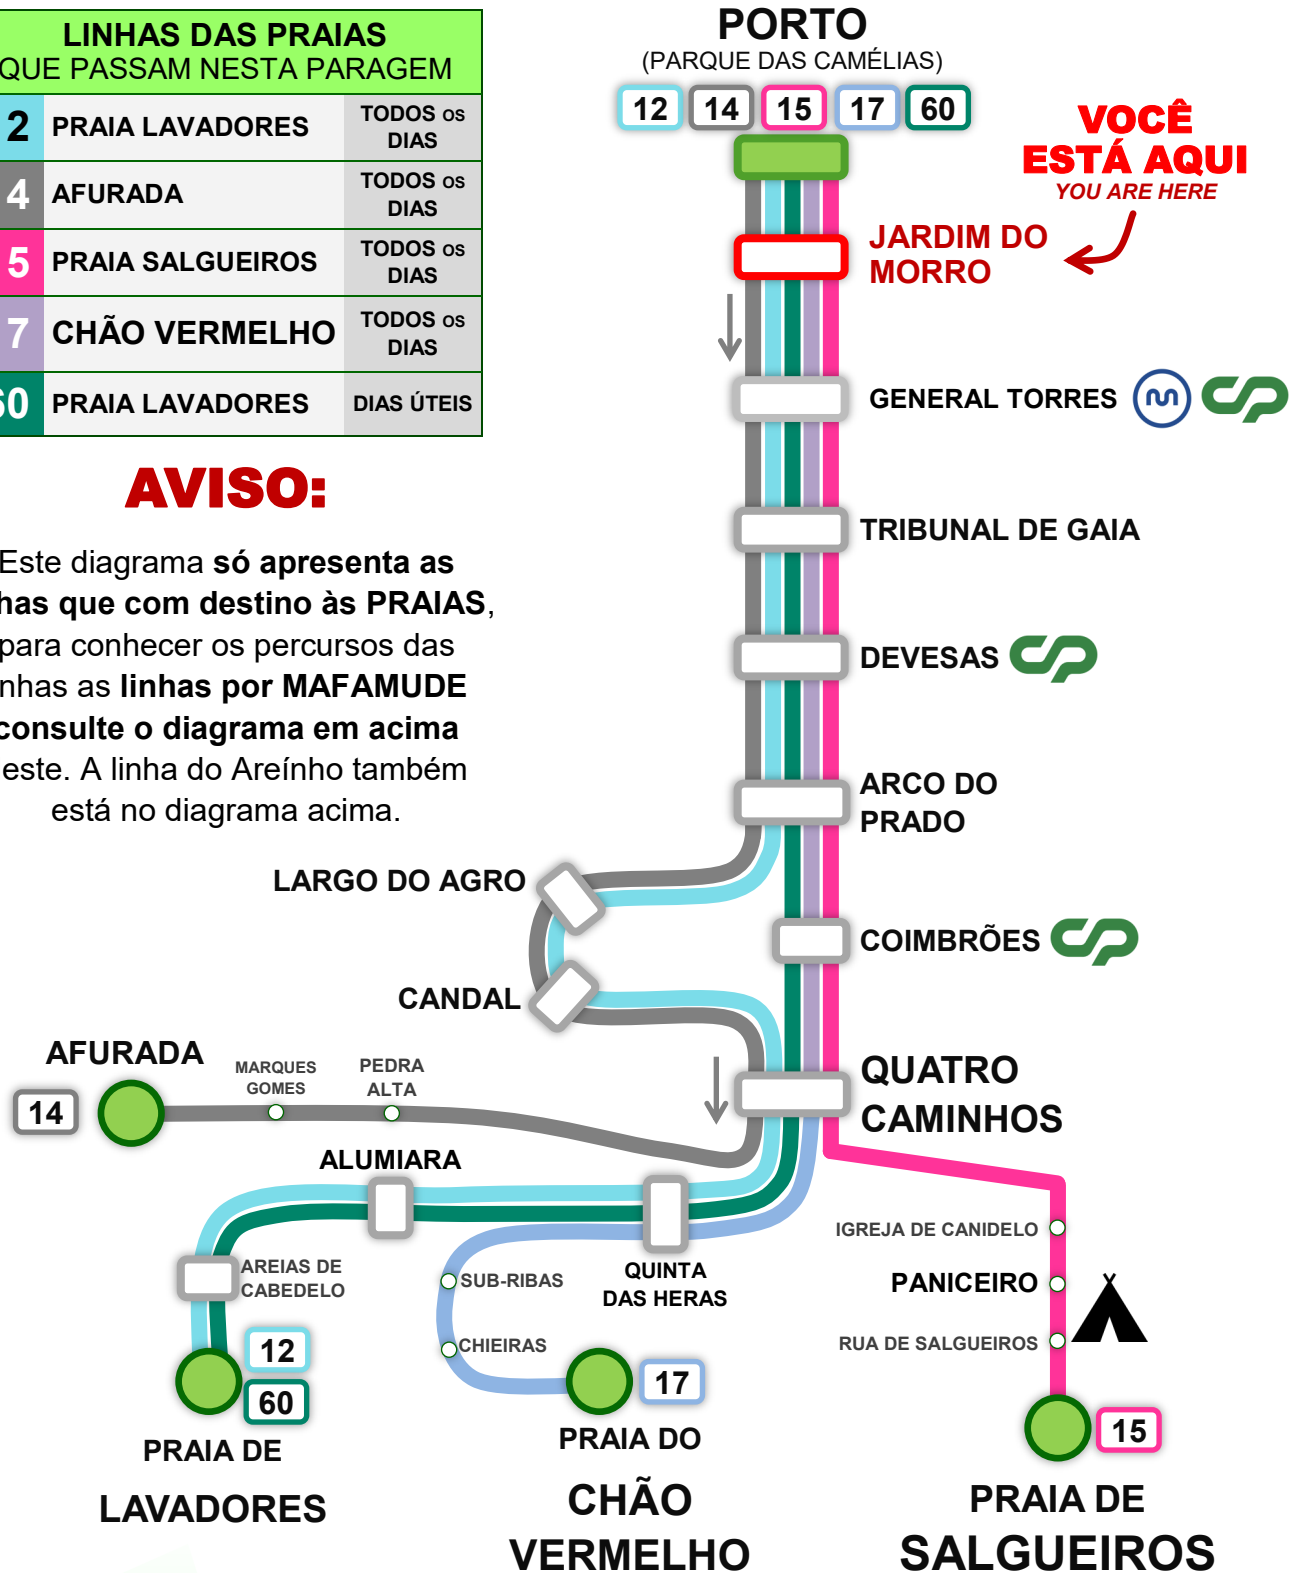 LINHAS DAS PRAIAS
QUE PASSAM NESTA PARAGEM
2 PRAIA LAVADORES TODOS OS DIAS
4 AFURADA TODOS OS DIAS
5 PRAIA SALGUEIROS TODOS OS DIAS
7 CHÃO VERMELHO TODOS OS DIAS
60 PRAIA LAVADORES DIAS ÚTEIS
AVISO:
Este diagrama só apresenta as
has que com destino às PRAIAS,
para conhecer os percursos das
nhas as linhas por MAFAMUDE
consulte o diagrama em acima
este. A linha do Areínho também
está no diagrama acima.
PORTO
(PARQUE DAS CAMÉLIAS)
12 14 15 17 60
VOCÊ
ESTÁ AQUI
YOU ARE HERE
JARDIM DO
MORRO
GENERAL TORRES
TRIBUNAL DE GAIA
DEVESAS
ARCO DO
PRADO
LARGO DO AGRO
COIMBRÕES
CANDAL
QUATRO
CAMINHOS
AFURADA
14
MARQUES
GOMES
PEDRA
ALTA
ALUMIARA
AREIAS DE
CABEDELO
12
60
PRAIA DE
LAVADORES
QUINTA
DAS HERAS
SUB-RIBAS
CHIEIRAS
17
PRAIA DO
CHÃO
VERMELHO
IGREJA DE CANIDELO
PANICEIRO
RUA DE SALGUEIROS
15
PRAIA DE
SALGUEIROS